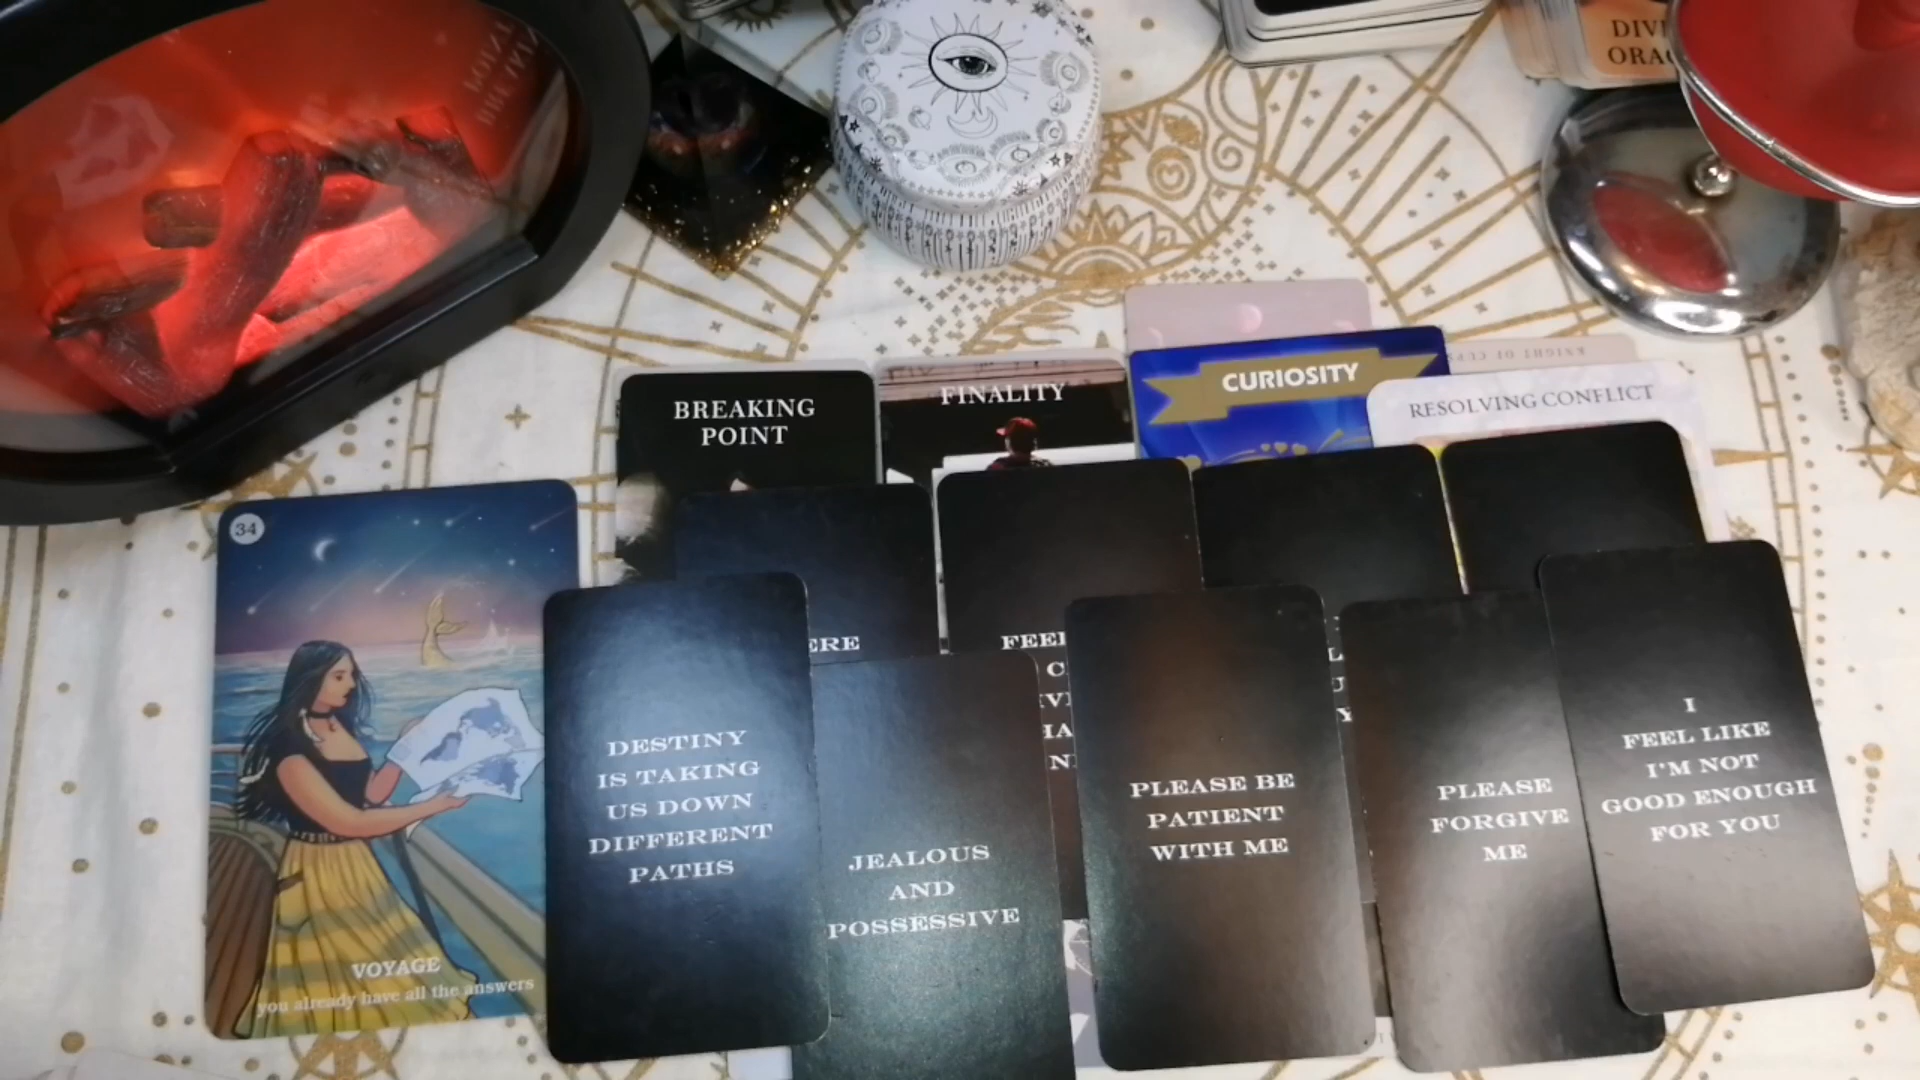 BREAKING
POINT
FINALITY
CURIOSITY
KNIGHT OF CUPS
RESOLVING CONFLICT
34
VOYAGE
you already have all the answers
DESTINY
IS TAKING
US DOWN
DIFFERENT
PATHS
JEALOUS
AND
POSSESSIVE
PLEASE BE
PATIENT
WITH ME
PLEASE
FORGIVE
ME
I
FEEL LIKE
I'M NOT
GOOD ENOUGH
FOR YOU